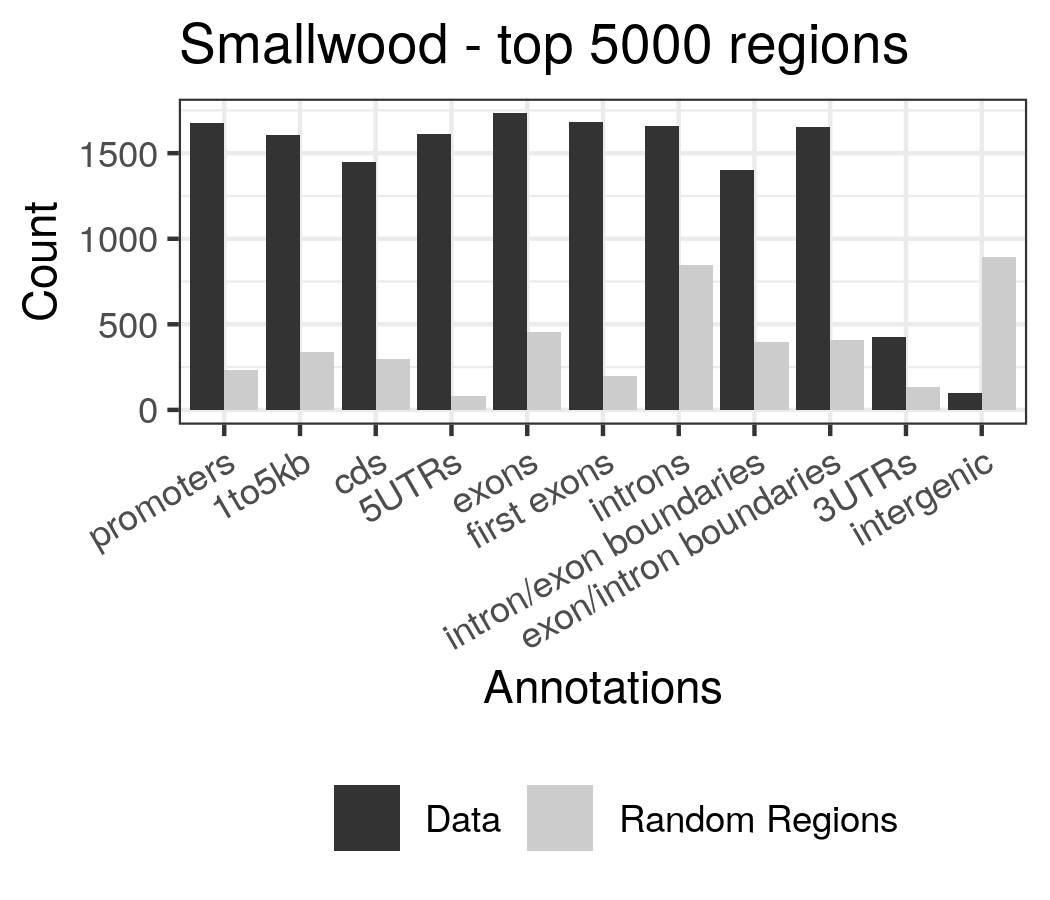 Smallwood - top 5000 regions
Count
1500
1000
500
0
promoters
1to5kb
cds
5UTRs
exons
first exons
introns
intron/exon boundaries
exon/intron boundaries
3UTRs
intergenic
Annotations
Data
Random Regions